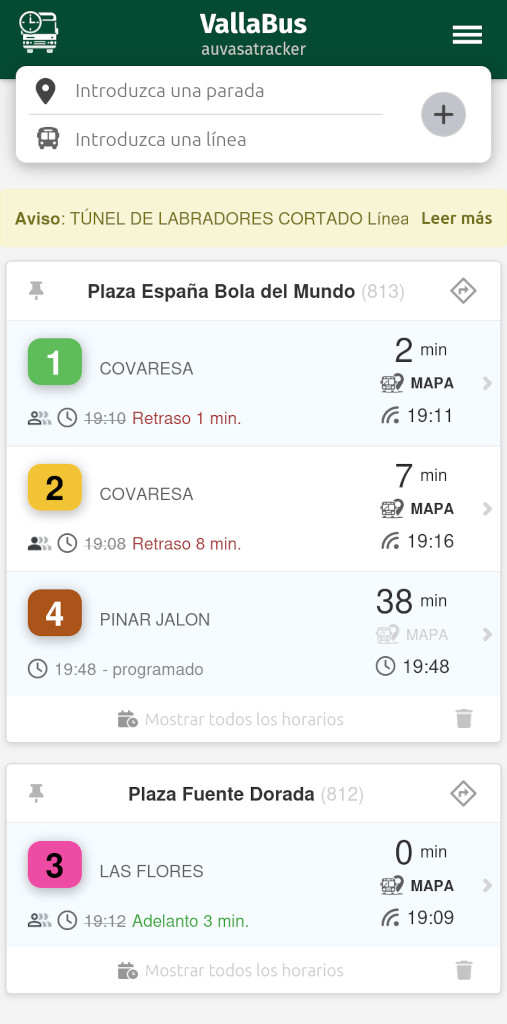 VallaBus
auvasatracker
Introduzca una parada
Introduzca una línea
Aviso: TÚNEL DE LABRADORES CORTADO Línea Leer más
Plaza España Bola del Mundo (813)
1 COVARESA 2 min
MAPA
19:10 Retraso 1 min. 19:11
2 COVARESA 7 min
MAPA
19:08 Retraso 8 min. 19:16
4 PINAR JALON 38 min
MAPA
19:48 - programado 19:48
Mostrar todos los horarios
Plaza Fuente Dorada (812)
3 LAS FLORES 0 min
MAPA
19:12 Adelanto 3 min. 19:09
Mostrar todos los horarios